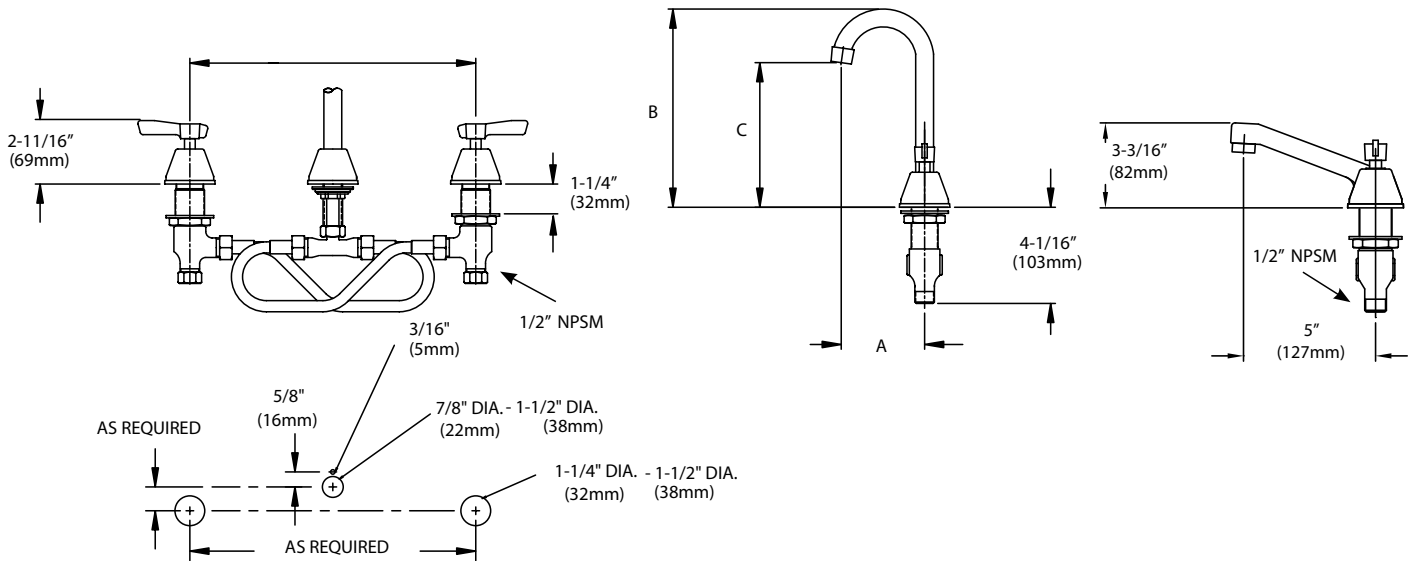 2-11/16”
(69mm)
1-1/4”
(32mm)
1/2” NPSM
3/16"
(5mm)
5/8"
(16mm)
7/8" DIA. - 1-1/2" DIA.
(22mm) (38mm)
AS REQUIRED
1-1/4" DIA. - 1-1/2" DIA.
(32mm) (38mm)
AS REQUIRED
B
C
4-1/16”
(103mm)
A
3-3/16”
(82mm)
1/2” NPSM
5”
(127mm)